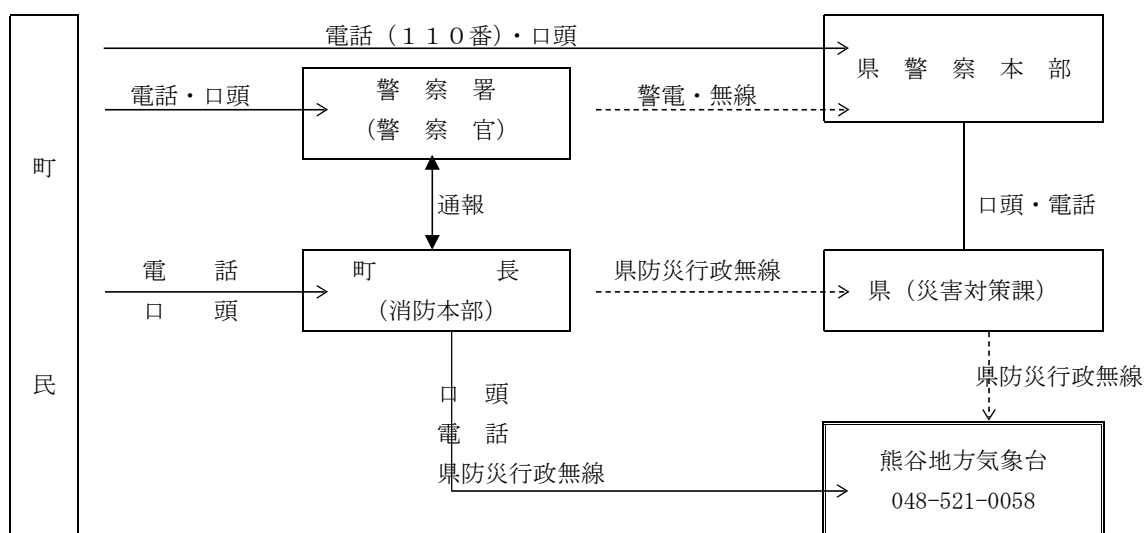 電話（１１０番）・口頭
県　警　察　本　部
電話・口頭
警　察　署
（警　察　官）
警電・無線
町　民
通報
口頭・電話
電　　話
口　　頭
町　　　　　長
（消防本部）
県防災行政無線
県（災害対策課）
県防災行政無線
口　頭
電　話
県防災行政無線
熊谷地方気象台
048-521-0058